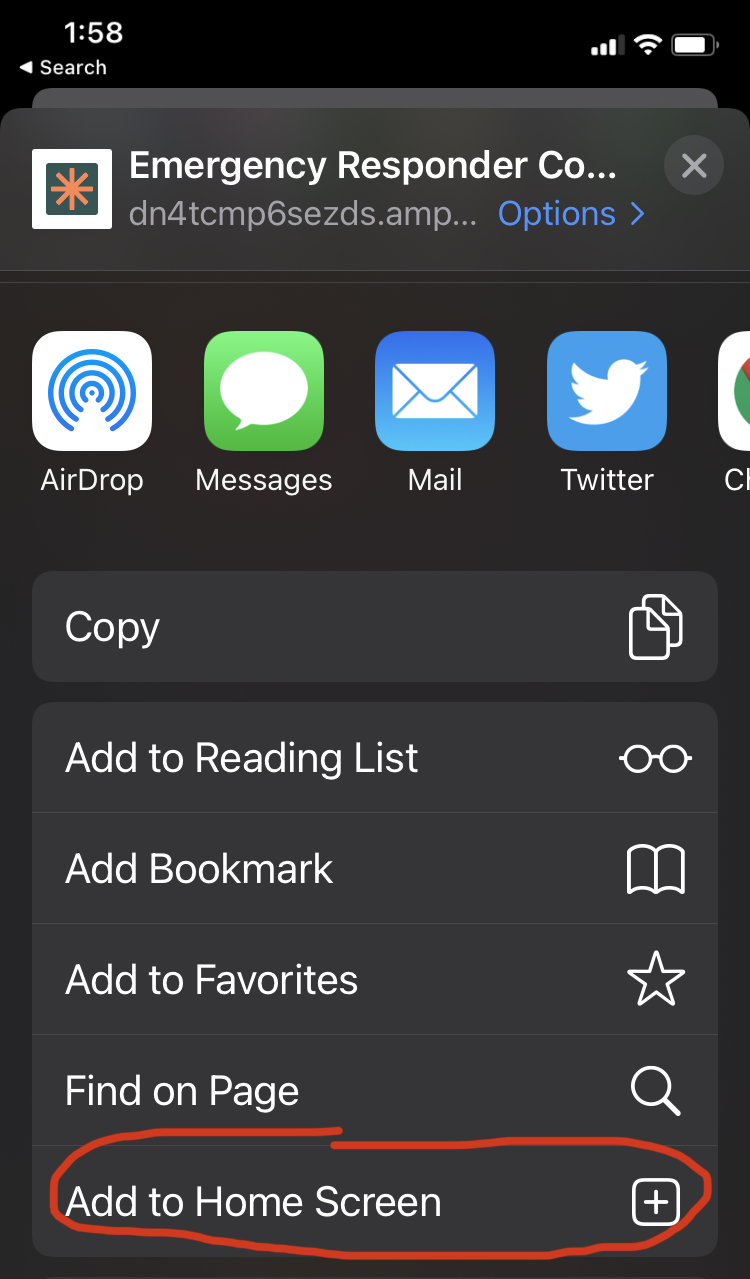 1:58
◀ Search
Emergency Responder Co...
dn4tcmp6sezds.amp... Options >
AirDrop
Messages
Mail
Twitter
Ch
Copy
Add to Reading List
Add Bookmark
Add to Favorites
Find on Page
Add to Home Screen